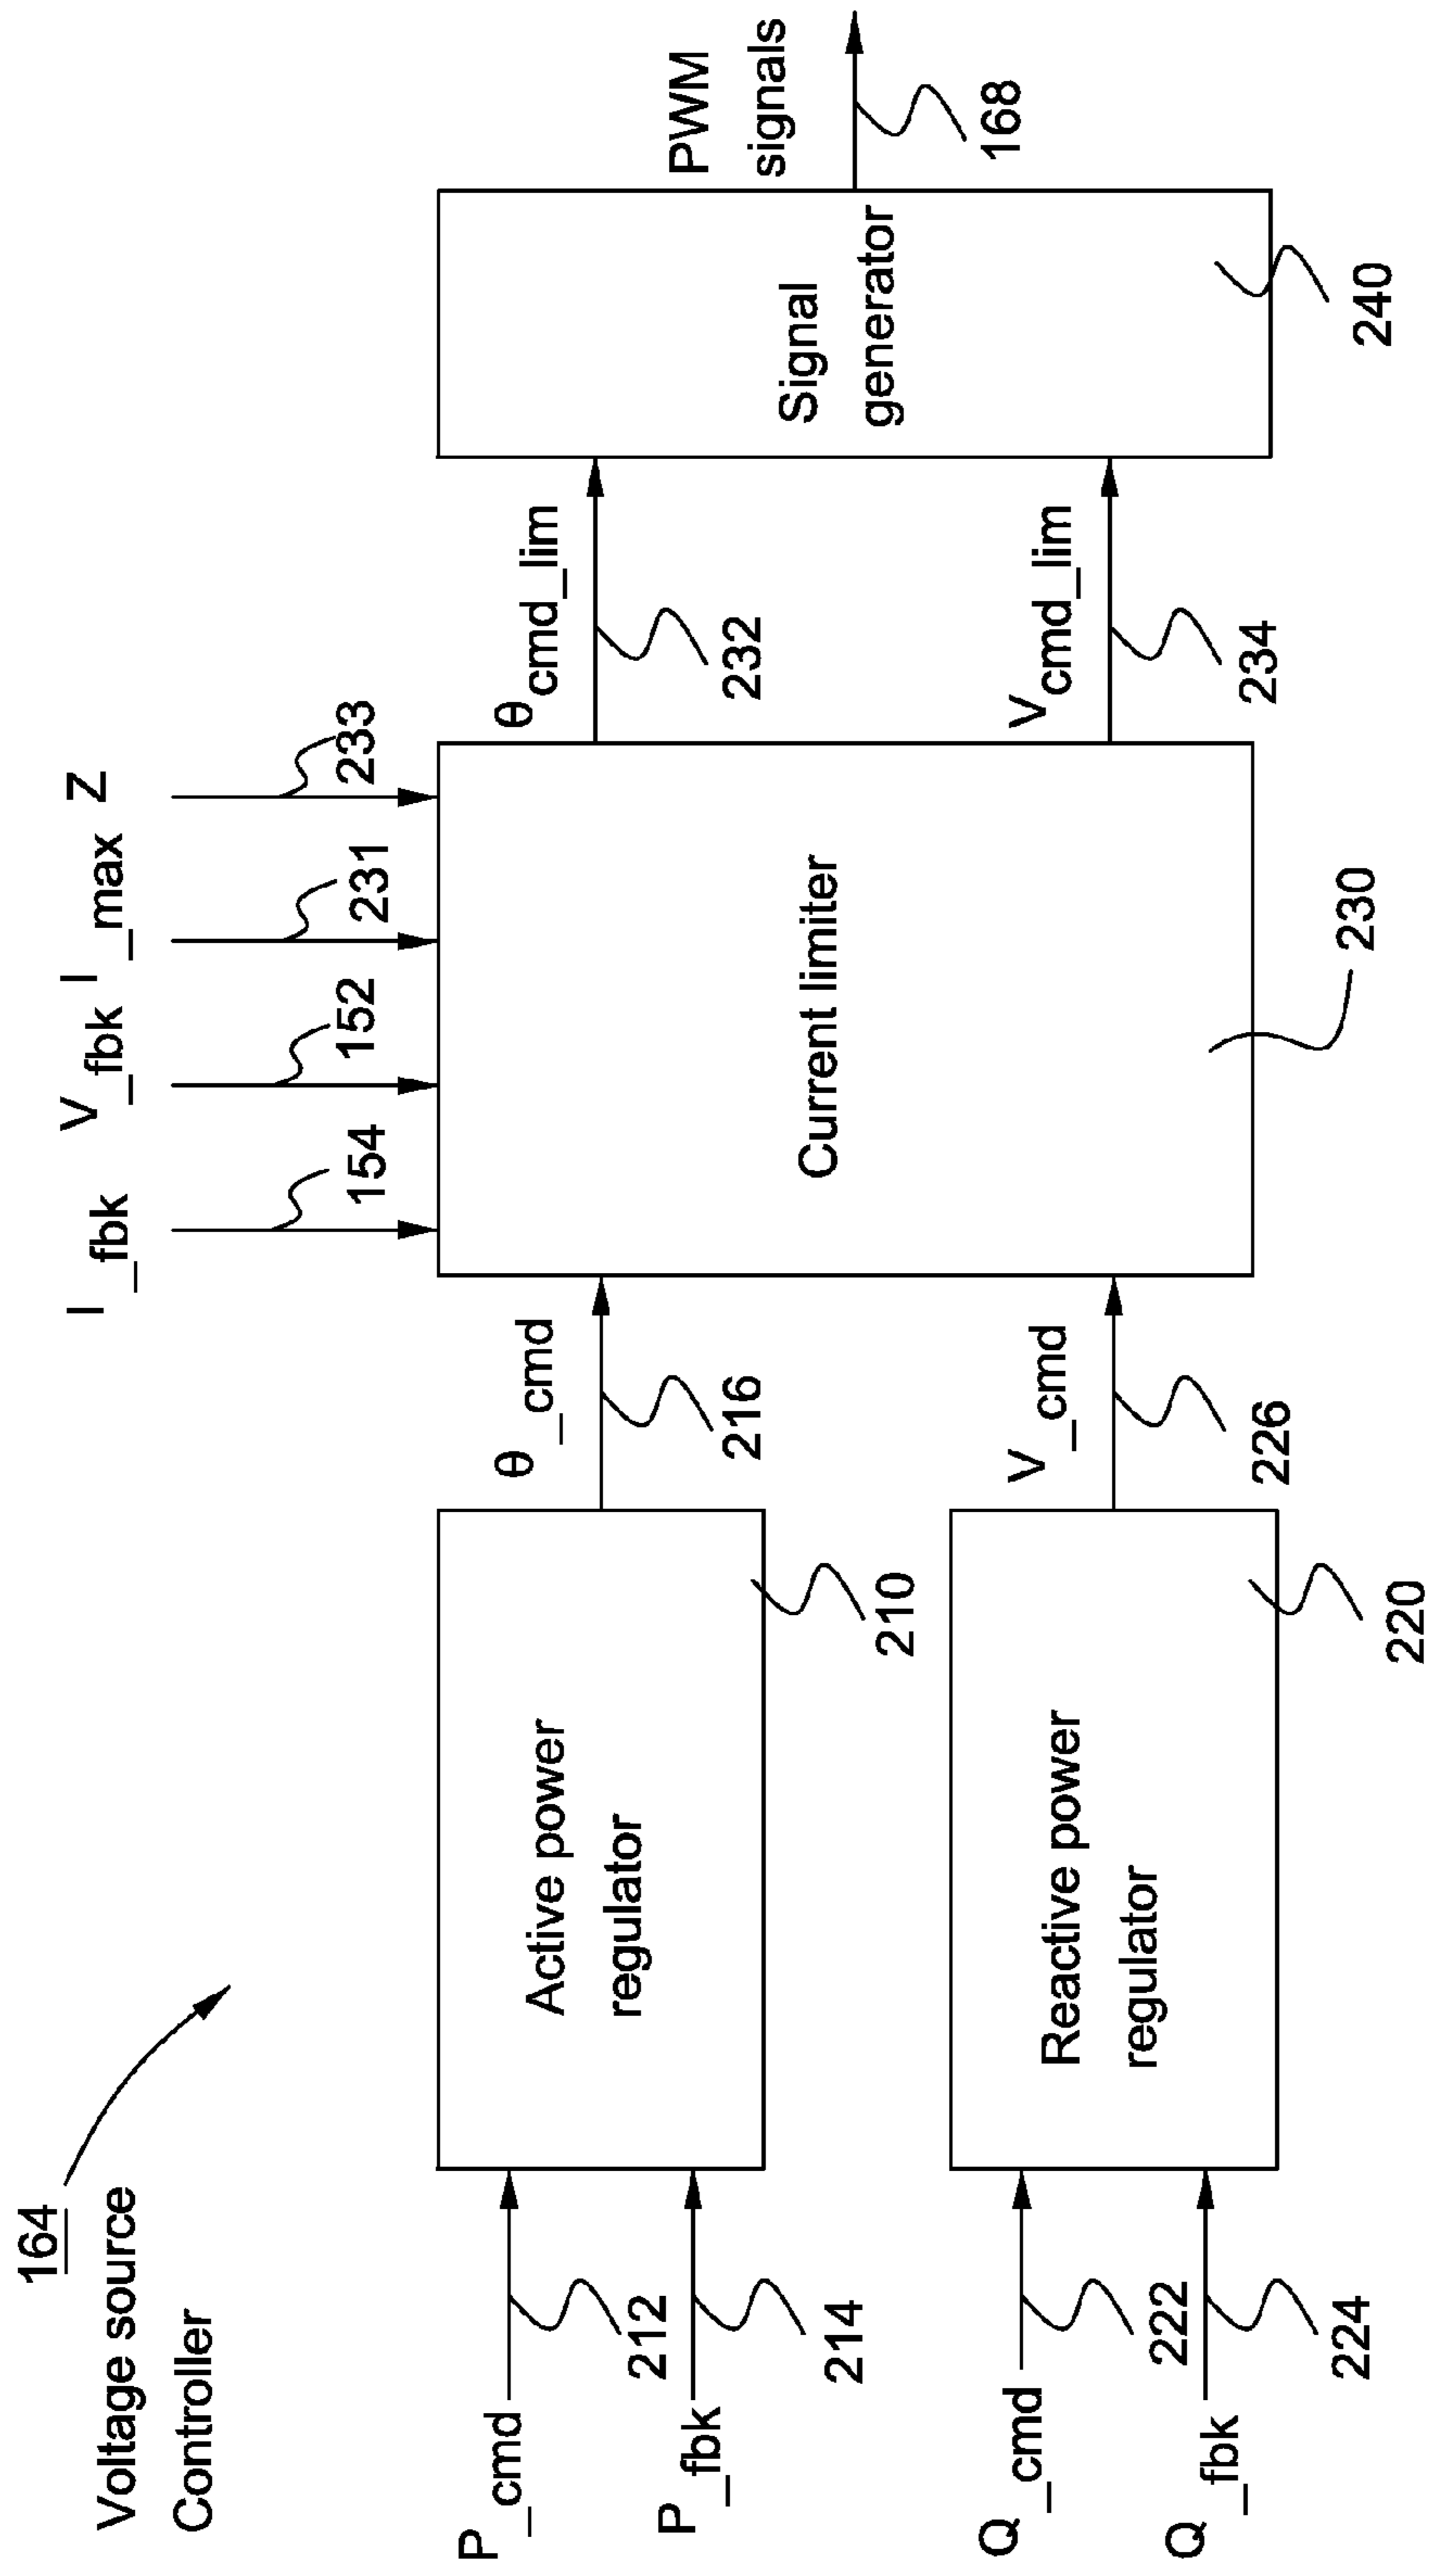 164
Voltage source
Controller
P_cmd
212
P_fbk
214
Active power
regulator
210
θ_cmd
216
Q_cmd
222
Q_fbk
224
Reactive power
regulator
220
V_cmd
226
I_fbk
154
V_fbk
152
I_max
231
Z
233
Current limiter
230
θcmd_lim
232
Vcmd_lim
234
Signal
generator
240
PWM
signals
168